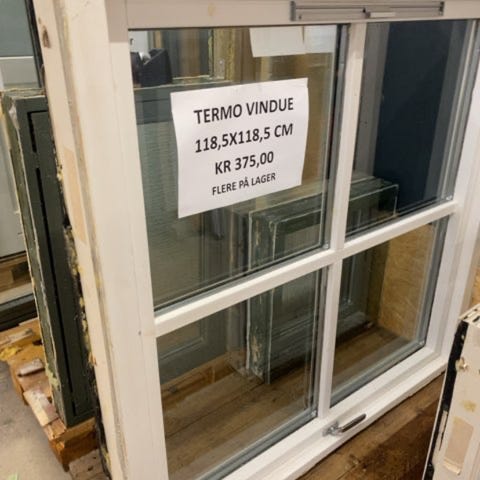 TERMO VINDUE
118,5X118,5 CM
KR 375,00
FLERE PÅ LAGER